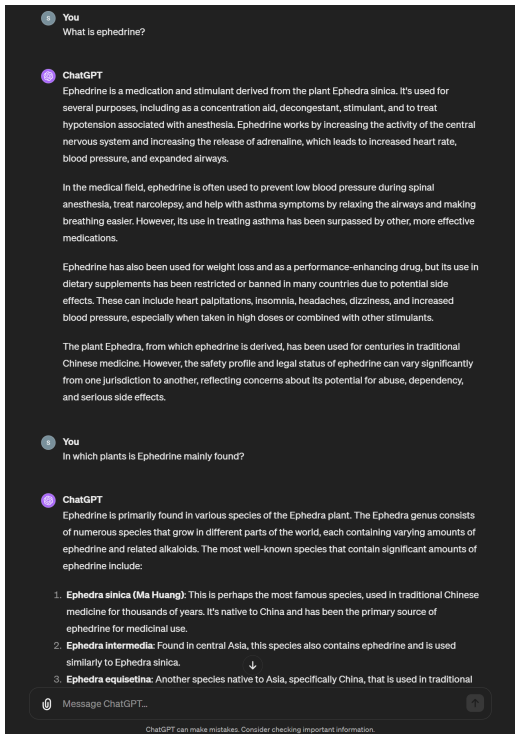 S You
What is ephedrine?
ChatGPT
Ephedrine is a medication and stimulant derived from the plant Ephedra sinica. It's used for
several purposes, including as a concentration aid, decongestant, stimulant, and to treat
hypotension associated with anesthesia. Ephedrine works by increasing the activity of the central
nervous system and increasing the release of adrenaline, which leads to increased heart rate,
blood pressure, and expanded airways.
In the medical field, ephedrine is often used to prevent low blood pressure during spinal
anesthesia, treat narcolepsy, and help with asthma symptoms by relaxing the airways and making
breathing easier. However, its use in treating asthma has been surpassed by other, more effective
medications.
Ephedrine has also been used for weight loss and as a performance-enhancing drug, but its use in
dietary supplements has been restricted or banned in many countries due to potential side
effects. These can include heart palpitations, insomnia, headaches, dizziness, and increased
blood pressure, especially when taken in high doses or combined with other stimulants.
The plant Ephedra, from which ephedrine is derived, has been used for centuries in traditional
Chinese medicine. However, the safety profile and legal status of ephedrine can vary significantly
from one jurisdiction to another, reflecting concerns about its potential for abuse, dependency,
and serious side effects.
S You
In which plants is Ephedrine mainly found?
ChatGPT
Ephedrine is primarily found in various species of the Ephedra plant. The Ephedra genus consists
of numerous species that grow in different parts of the world, each containing varying amounts of
ephedrine and related alkaloids. The most well-known species that contain significant amounts of
ephedrine include:
1. Ephedra sinica (Ma Huang): This is perhaps the most famous species, used in traditional Chinese
medicine for thousands of years. It's native to China and has been the primary source of
ephedrine for medicinal use.
2. Ephedra intermedia: Found in central Asia, this species also contains ephedrine and is used
similarly to Ephedra sinica.
3. Ephedra equisetina: Another species native to Asia, specifically China, that is used in traditional
Message ChatGPT...
ChatGPT can make mistakes. Consider checking important information.